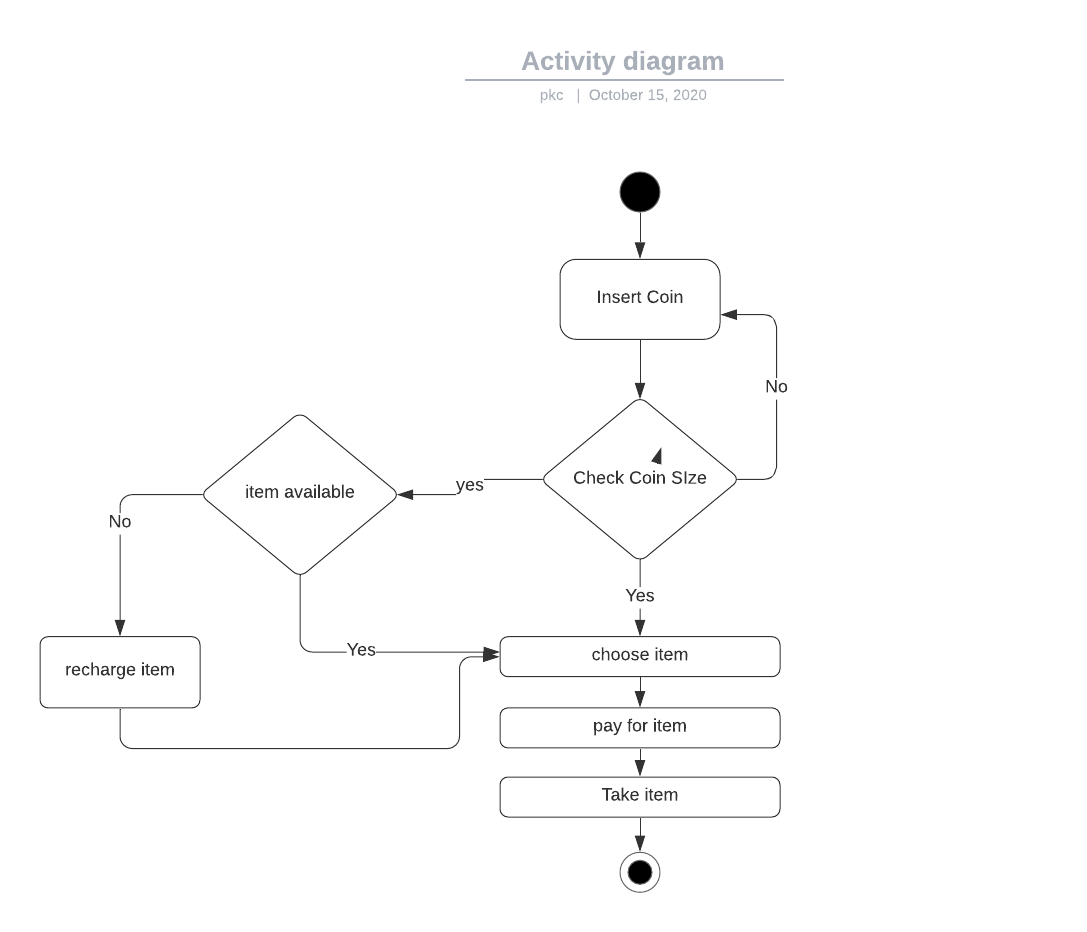 Activity diagram
pkc | October 15, 2020
Insert Coin
No
Check Coin SIze
yes
item available
No
Yes
Yes
choose item
recharge item
pay for item
Take item